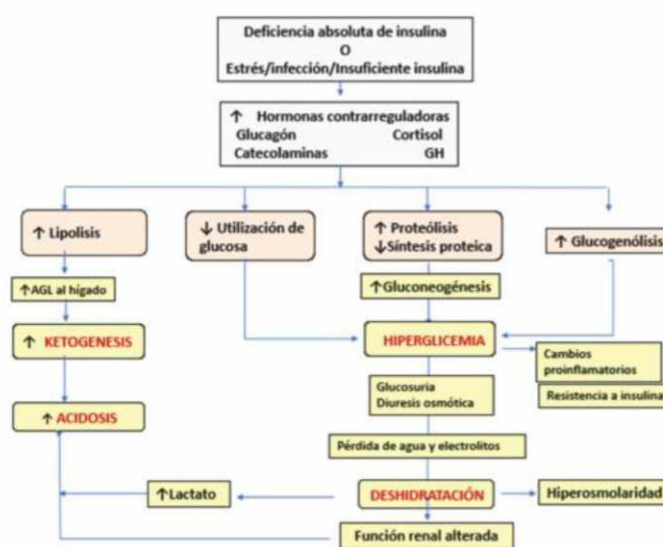 Deficiencia absoluta de insulina
O
Estrés/infección/Insuficiente insulina
↑ Hormonas contrarreguladoras
Glucagón Cortisol
Catecolaminas GH
↑ Lipolisis
↓ Utilización de
glucosa
↑ Proteólisis
↓Síntesis proteica
↑ Glucogenólisis
↑AGL al hígado
↑Gluconeogénesis
↑ KETOGENESIS
HIPERGLICEMIA
Cambios
proinflamatorios
Resistencia a insulina
Glucosuria
Diuresis osmótica
↑ ACIDOSIS
Pérdida de agua y electrolitos
↑Lactato
DESHIDRATACIÓN
Hiperosmolaridad
Función renal alterada